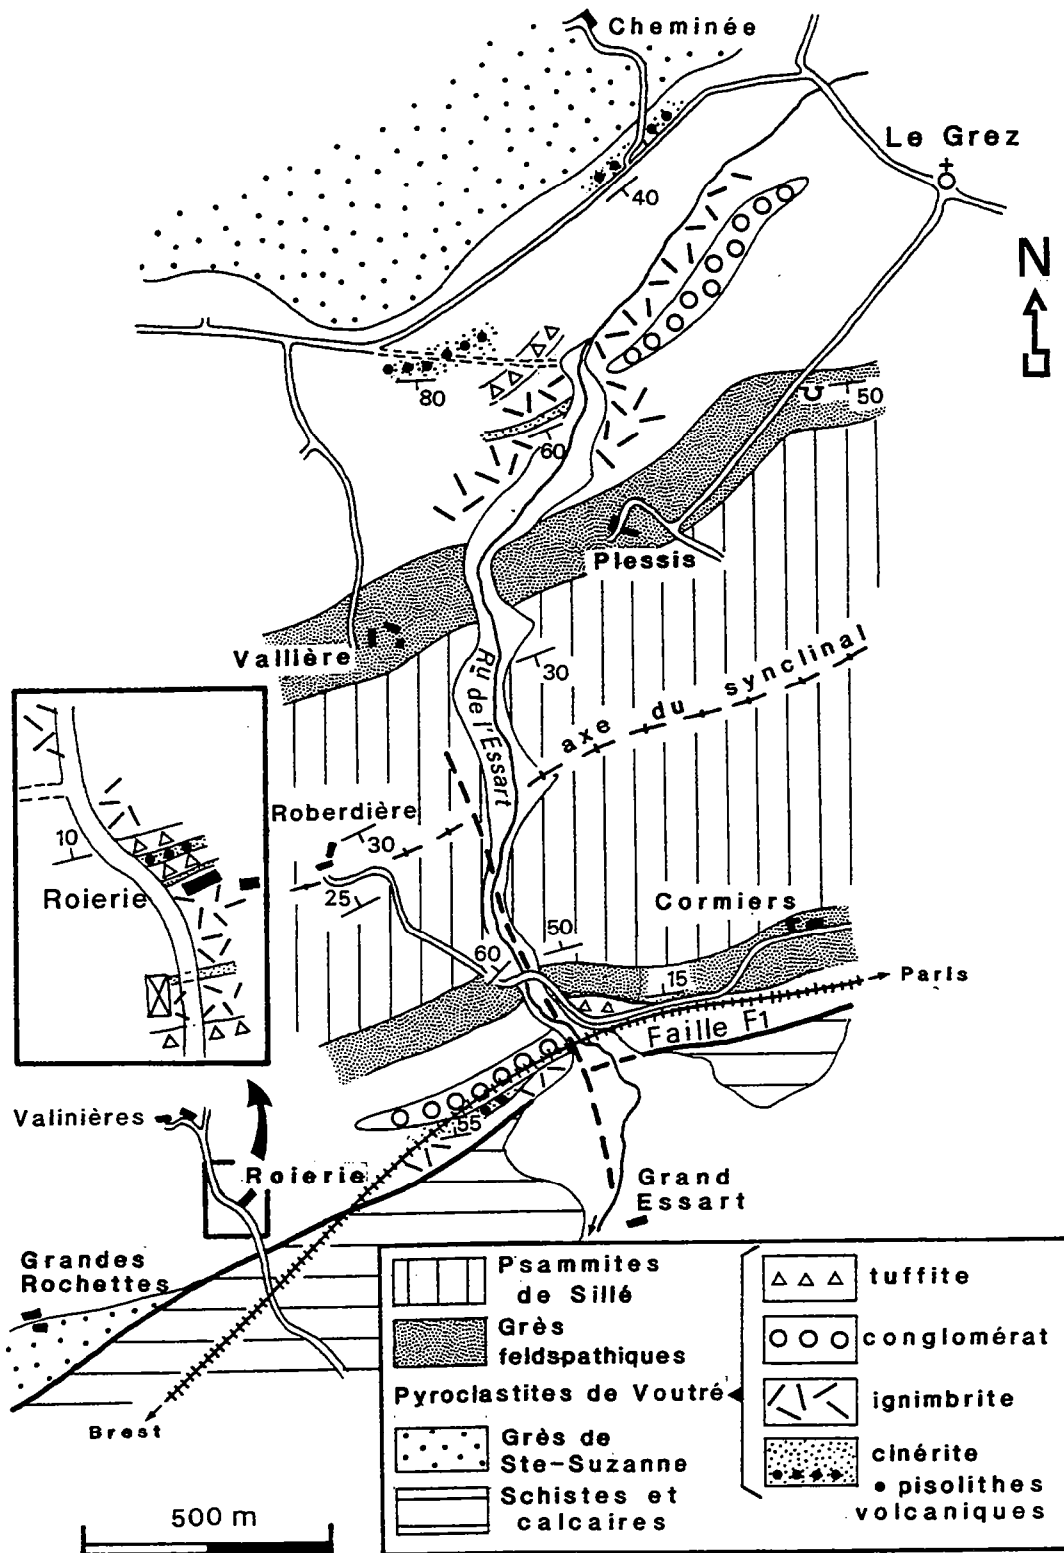 Cheminée
Le Grez
N
40
80
60
50
Plessis
Vallière
30
Ru de l'Essart
axe du synclinal
Roberdière
30
25
10
Roierie
Cormiers
50
60
15
Paris
Faille F1
55
Valinières
Roierie
Grand
Essart
Grandes
Rochettes
Brest
500 m
Psammites
de Sillé
Grès
feldspathiques
Pyroclastites de Voutré
Grès de
Ste-Suzanne
Schistes et
calcaires
tuffite
conglomérat
ignimbrite
cinérite
• pisolithes
volcaniques